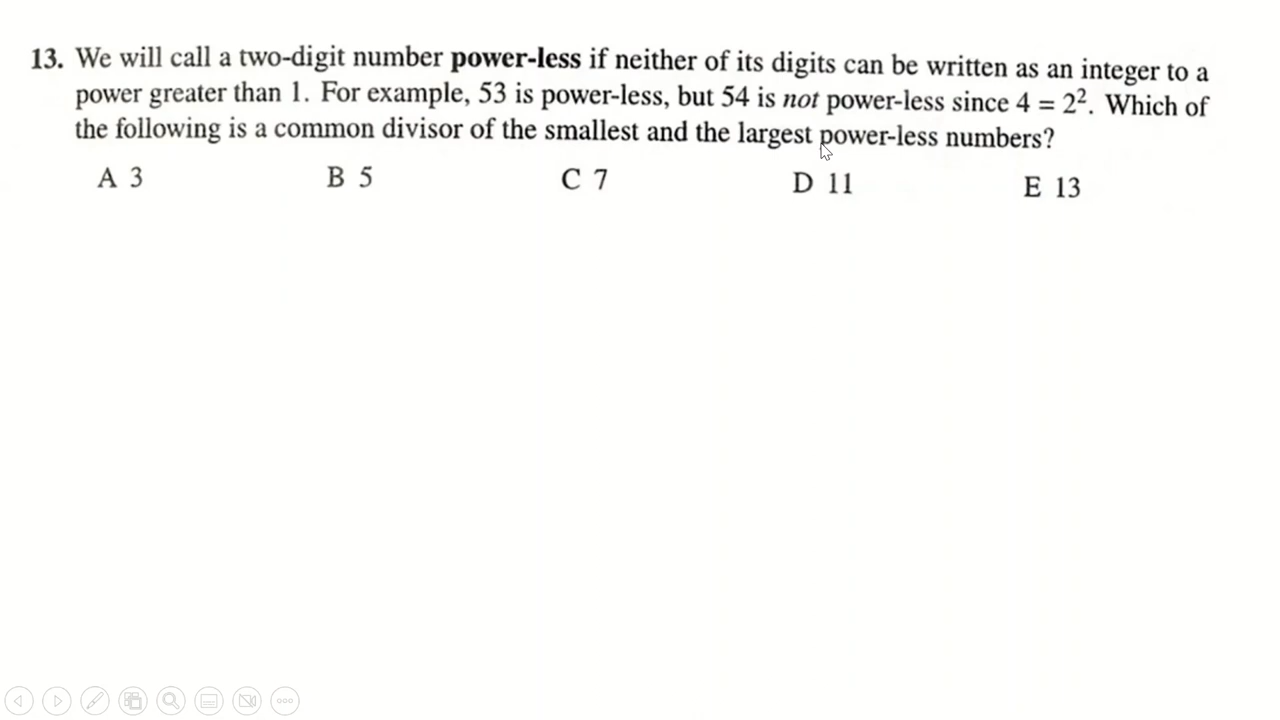 13. We will call a two-digit number power-less if neither of its digits can be written as an integer to a
power greater than 1. For example, 53 is power-less, but 54 is not power-less since 4 = 2². Which of
the following is a common divisor of the smallest and the largest power-less numbers?
A 3 B 5 C 7 D 11 E 13